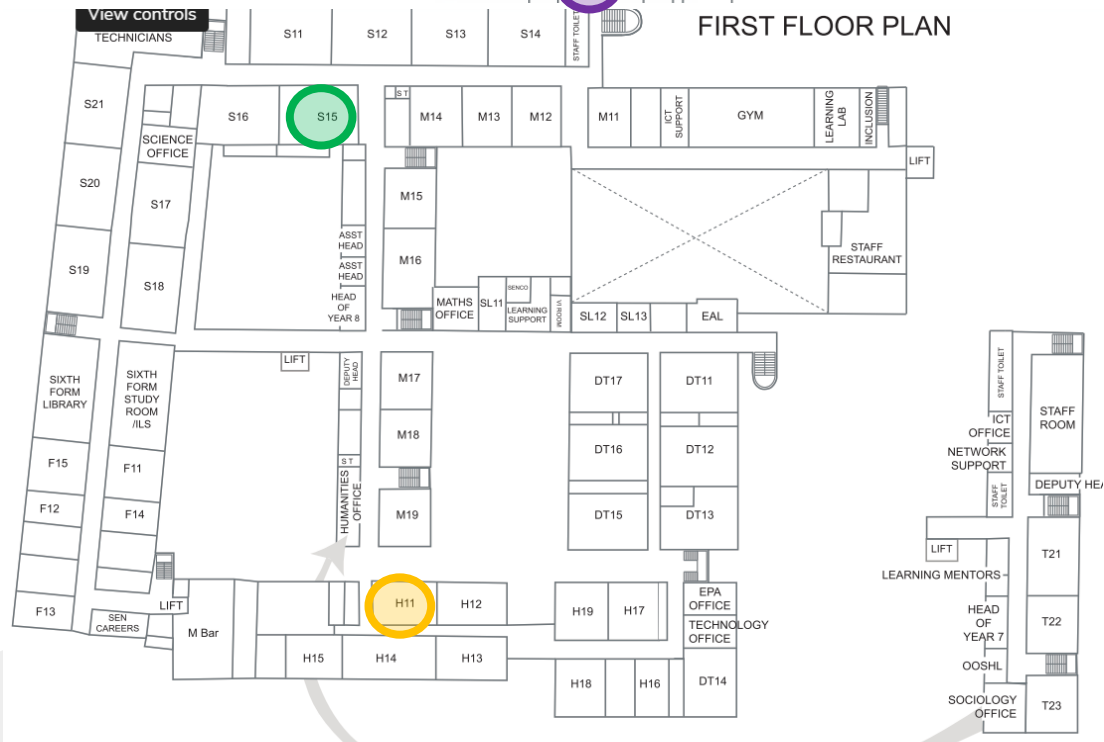 View controls
FIRST FLOOR PLAN
TECHNICIANS
S11
S12
S13
S14
STAFF TOILET
S21
S16
S15
S T
M14
M13
M12
M11
ICT
SUPPORT
GYM
LEARNING
LAB
INCLUSION
SCIENCE
OFFICE
LIFT
S20
S17
M15
ASST
HEAD
M16
STAFF
RESTAURANT
S19
S18
ASST
HEAD
HEAD
OF
YEAR 8
MATHS
OFFICE
SL11
SENCO
LEARNING
SUPPORT
VI ROOM
SL12
SL13
EAL
LIFT
DEPUTY
HEAD
SIXTH
FORM
LIBRARY
SIXTH
FORM
STUDY
ROOM
/ILS
M17
DT17
DT11
STAFF TOILET
STAFF
ROOM
ICT
OFFICE
M18
DT16
DT12
NETWORK
SUPPORT
F15
F11
S T
HUMANITIES
OFFICE
STAFF
TOILET
DEPUTY HEA
F12
F14
M19
DT15
DT13
LIFT
T21
LEARNING MENTORS
F13
SEN
CAREERS
LIFT
M Bar
H11
H12
H19
H17
EPA
OFFICE
TECHNOLOGY
OFFICE
HEAD
OF
YEAR 7
T22
H15
H14
H13
OOSHL
H18
H16
DT14
SOCIOLOGY
OFFICE
T23